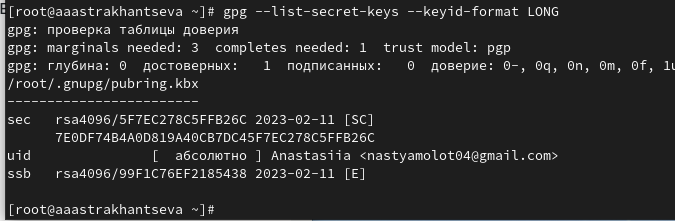 [root@aaastrakhantseva ~]# gpg --list-secret-keys --keyid-format LONG
gpg: проверка таблицы доверия
gpg: marginals needed: 3  completes needed: 1  trust model: pgp
gpg: глубина: 0  достоверных:   1  подписанных:   0  доверие: 0-, 0q, 0n, 0m, 0f, 1u
/root/.gnupg/pubring.kbx
------------------------
sec   rsa4096/5F7EC278C5FFB26C 2023-02-11 [SC]
      7E0DF74B4A0D819A40CB7DC45F7EC278C5FFB26C
uid               [  абсолютно ] Anastasiia <nastyamolot04@gmail.com>
ssb   rsa4096/99F1C76EF2185438 2023-02-11 [E]
[root@aaastrakhantseva ~]#